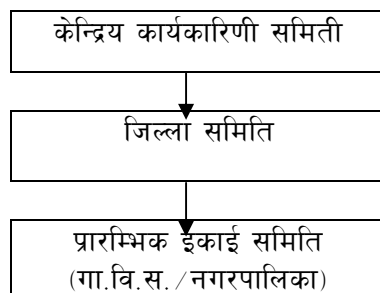 केन्द्रिय कार्यकारिणी समिती
जिल्ला समिति
प्रारम्भिक ईकाई समिति
(गा.वि.स./नगरपालिका)